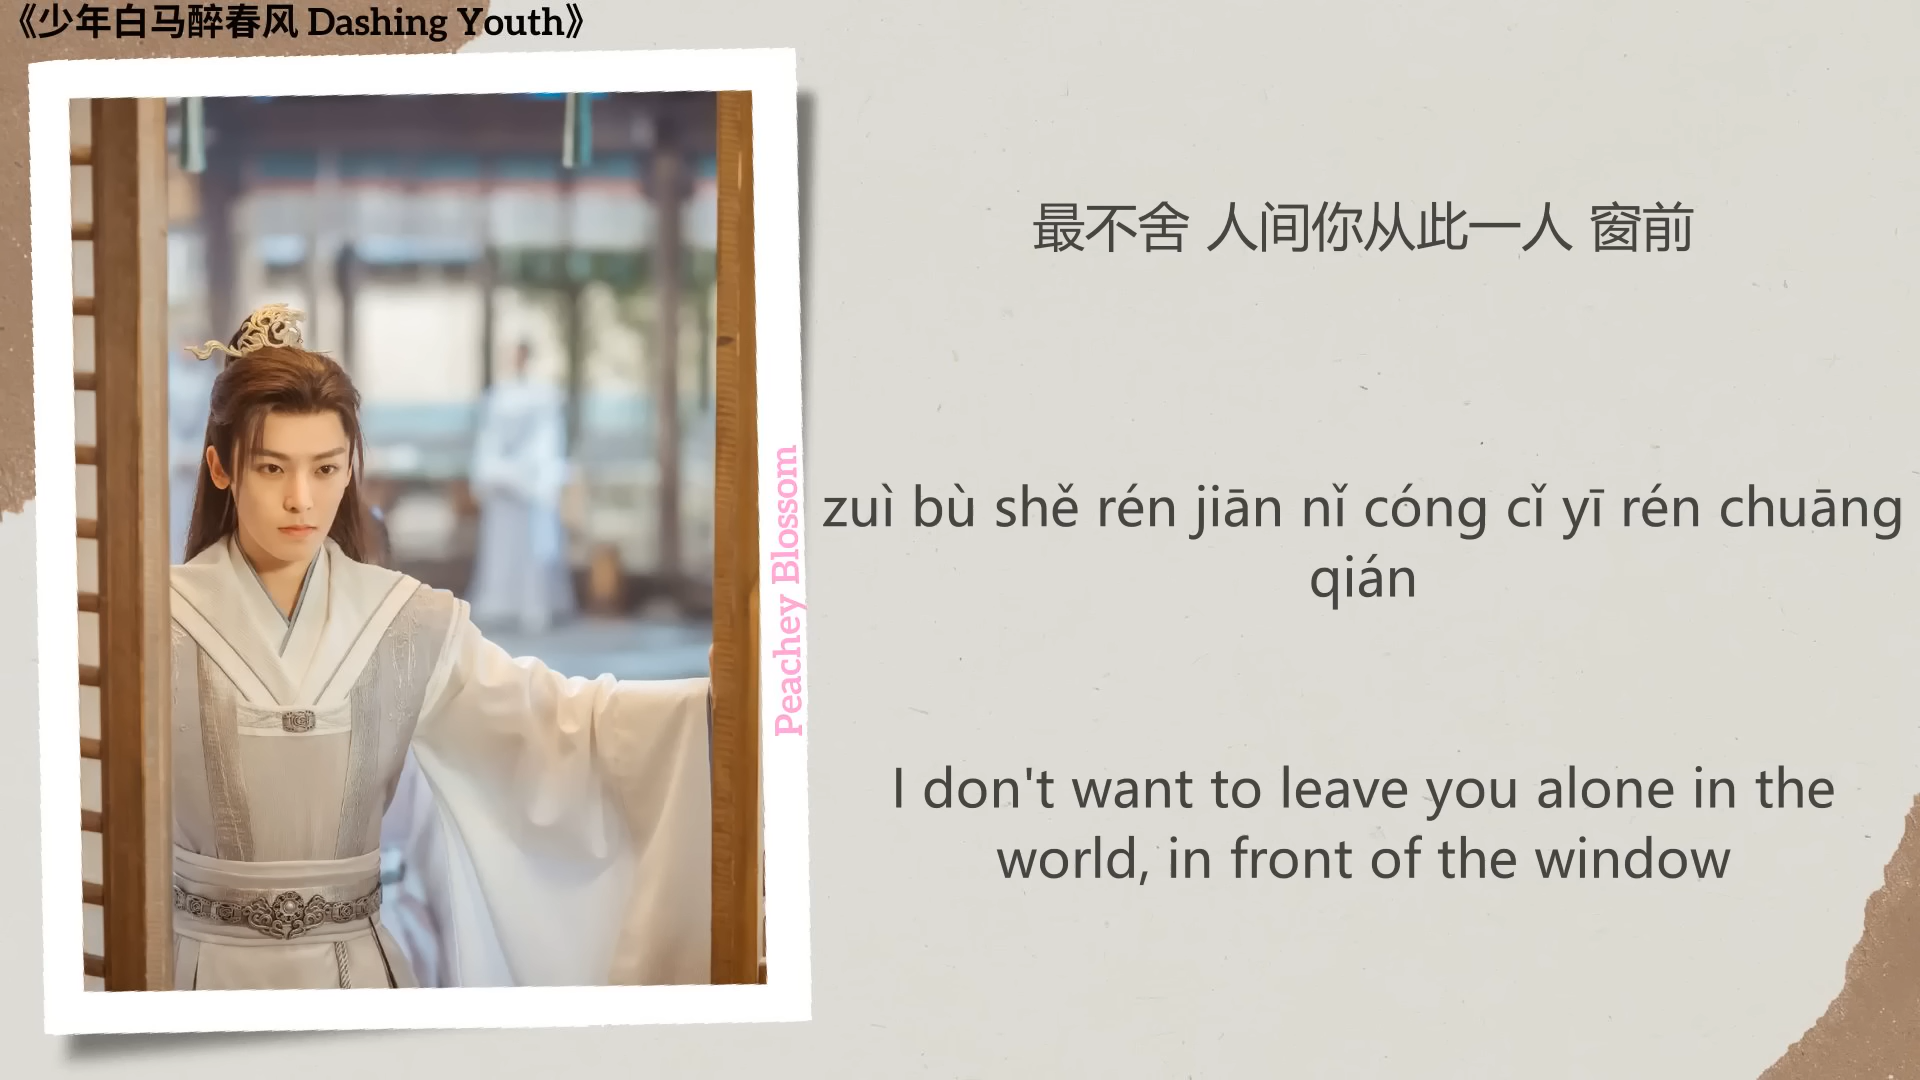 《少年白马醉春风 Dashing Youth》
最不舍 人间你从此一人 窗前
zuì bù shě rén jiān nǐ cóng cǐ yī rén chuāng
qián
I don't want to leave you alone in the
world, in front of the window
Peachey Blossom